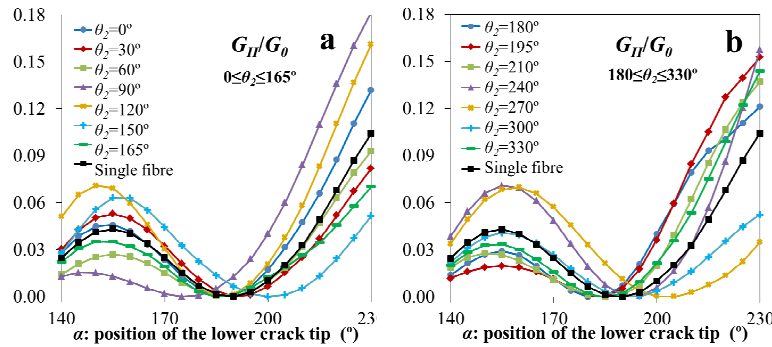 0.18
0.15
0.12
0.09
0.06
0.03
0.00
140
170
200
230
θ2=0º
θ2=30º
θ2=60º
θ2=90º
θ2=120º
θ2=150º
θ2=165º
Single fibre
GII/G0
0≤θ2≤165º
a
α: position of the lower crack tip (º)
0.18
0.15
0.12
0.09
0.06
0.03
0.00
140
170
200
230
θ2=180º
θ2=195º
θ2=210º
θ2=240º
θ2=270º
θ2=300º
θ2=330º
Single fibre
GII/G0
180≤θ2≤330º
b
α: position of the lower crack tip (º)